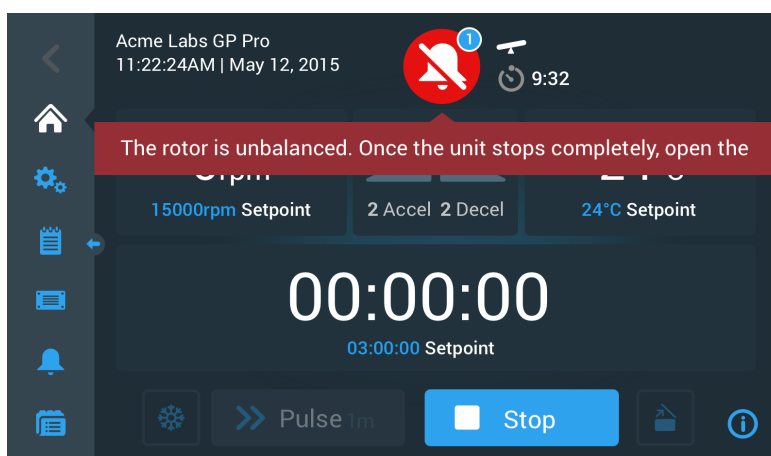 Acme Labs GP Pro
11:22:24AM | May 12, 2015
1
9:32
The rotor is unbalanced. Once the unit stops completely, open the
rpm
15000rpm Setpoint
2 Accel 2 Decel
24°C Setpoint
00:00:00
03:00:00 Setpoint
Pulse 1m
Stop